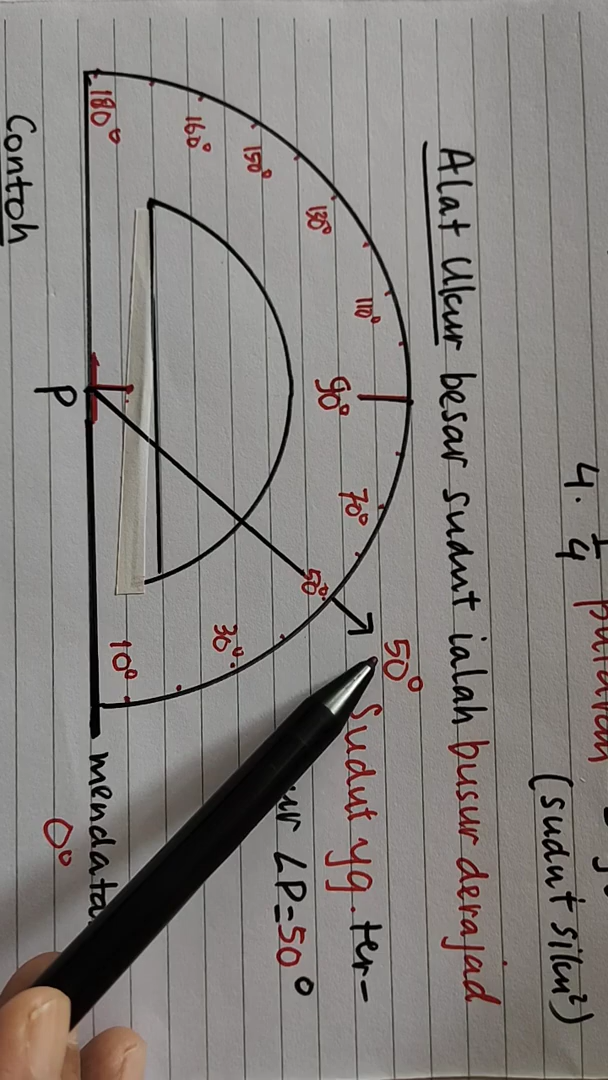 4. 1/4
(sudut siku²)
Alat Ukur besar sudut ialah busur derajad
180°
160°
150°
130°
110°
90°
70°
50°
30°
10°
50°
Sudut yg. ter-
ur ∠P=50°
P
mendata
0°
Contoh